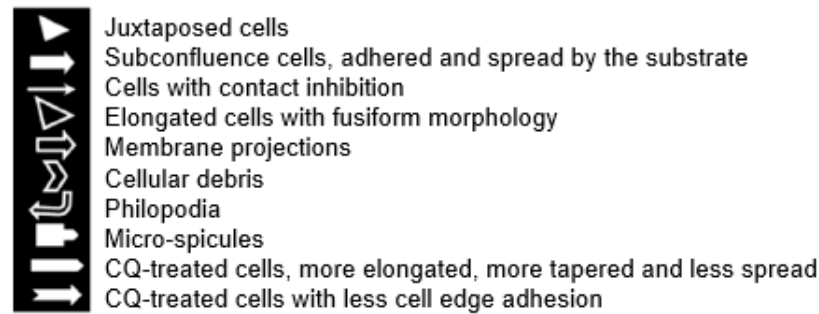 Juxtaposed cells
Subconfluence cells, adhered and spread by the substrate
Cells with contact inhibition
Elongated cells with fusiform morphology
Membrane projections
Cellular debris
Philopodia
Micro-spicules
CQ-treated cells, more elongated, more tapered and less spread
CQ-treated cells with less cell edge adhesion